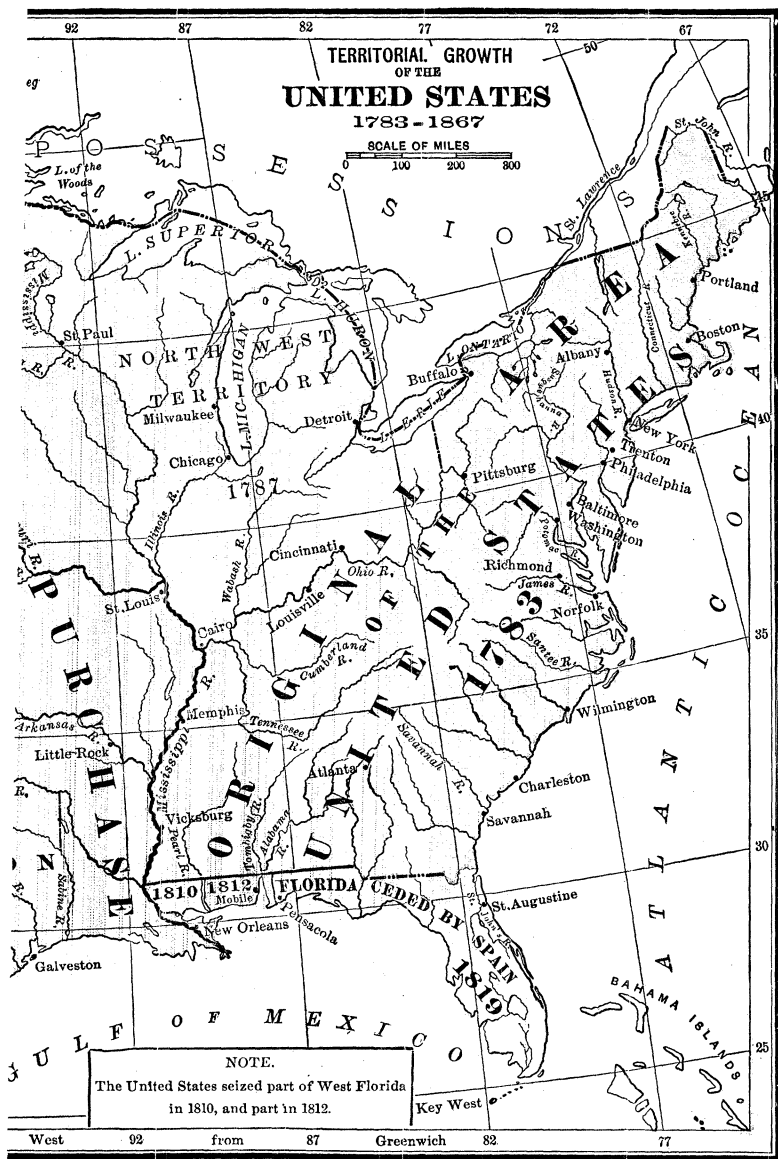 92 87 82 77 72 67
TERRITORIAL GROWTH
OF THE
UNITED STATES
1783-1867
SCALE OF MILES
0 100 200 300
50
eg
POSSESSIONS
L. of the
Woods
St. John R.
St. Lawrence
45
L. SUPERIOR
Kennebec R.
Portland
Mississippi
L. HURON
St. Paul
R.
R.
NORTH WEST
TERRITORY
L. MICHIGAN
L. ONTARIO
Connecticut R.
Boston
Albany
Buffalo
Hudson R.
Susquehanna
R.
Milwaukee
Detroit
L. ERIE
New York
40
Trenton
Philadelphia
Chicago
1787
Pittsburg
Baltimore
Washington
Illinois R.
Wabash R.
Cincinnati
Ohio R.
Potomac R.
Richmond
James R.
Norfolk
St. Louis
Louisville
Cairo
Cumberland
R.
Santee R.
35
ORIGINAL AREA
OF THE
UNITED STATES
1783
Wilmington
Memphis
Tennessee
R.
Arkansas R.
Little Rock
Mississippi R.
Savannah R.
Atlanta
Charleston
Savannah
PURCHASE
Vicksburg
Pearl R.
Tombigby R.
Alabama
R.
30
R.
N
Sabine R.
R.
1810 1812 FLORIDA CEDED BY SPAIN
1819
Mobile
New Orleans
Pensacola
St. John's R.
St. Augustine
Galveston
ATLANTIC OCEAN
BAHAMA ISLANDS
GULF OF MEXICO
25
NOTE.
The United States seized part of West Florida
in 1810, and part in 1812.
Key West
West 92 from 87 Greenwich 82 77